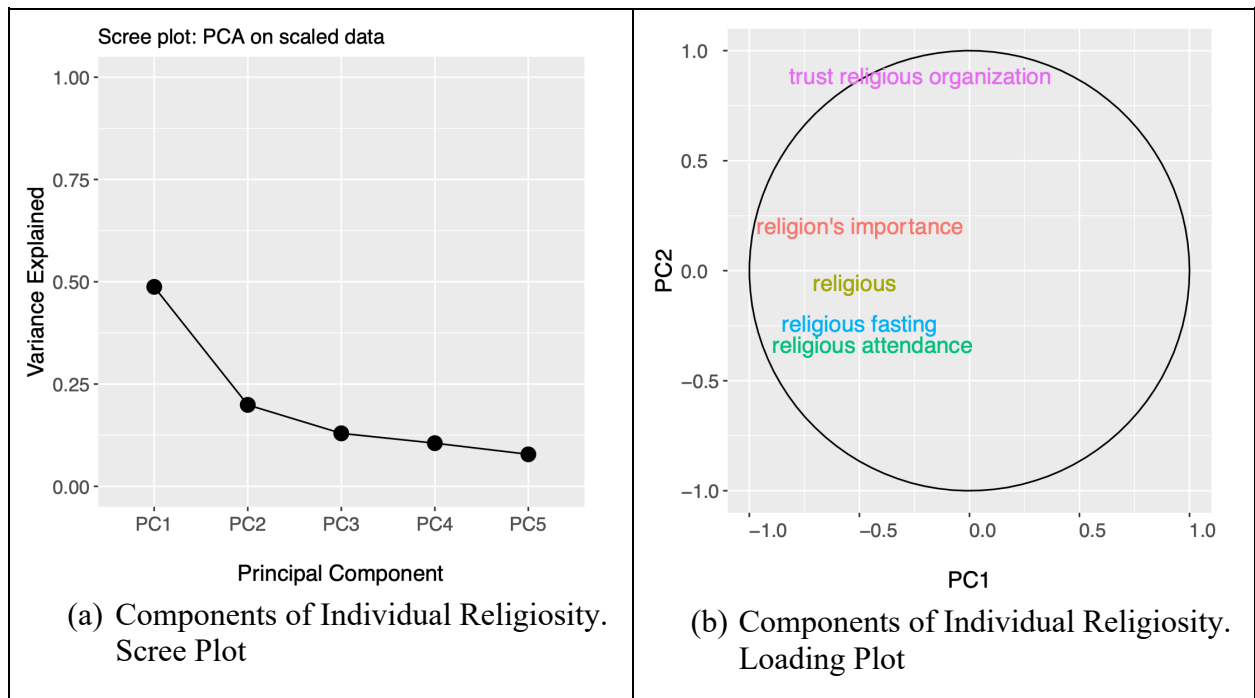 Scree plot: PCA on scaled data
1.00
0.75
0.50
0.25
0.00
Variance Explained
PC1 PC2 PC3 PC4 PC5
Principal Component
(a) Components of Individual Religiosity.
Scree Plot
1.0
0.5
0.0
−0.5
−1.0
PC2
trust religious organization
religion's importance
religious
religious fasting
religious attendance
−1.0 −0.5 0.0 0.5 1.0
PC1
(b) Components of Individual Religiosity.
Loading Plot